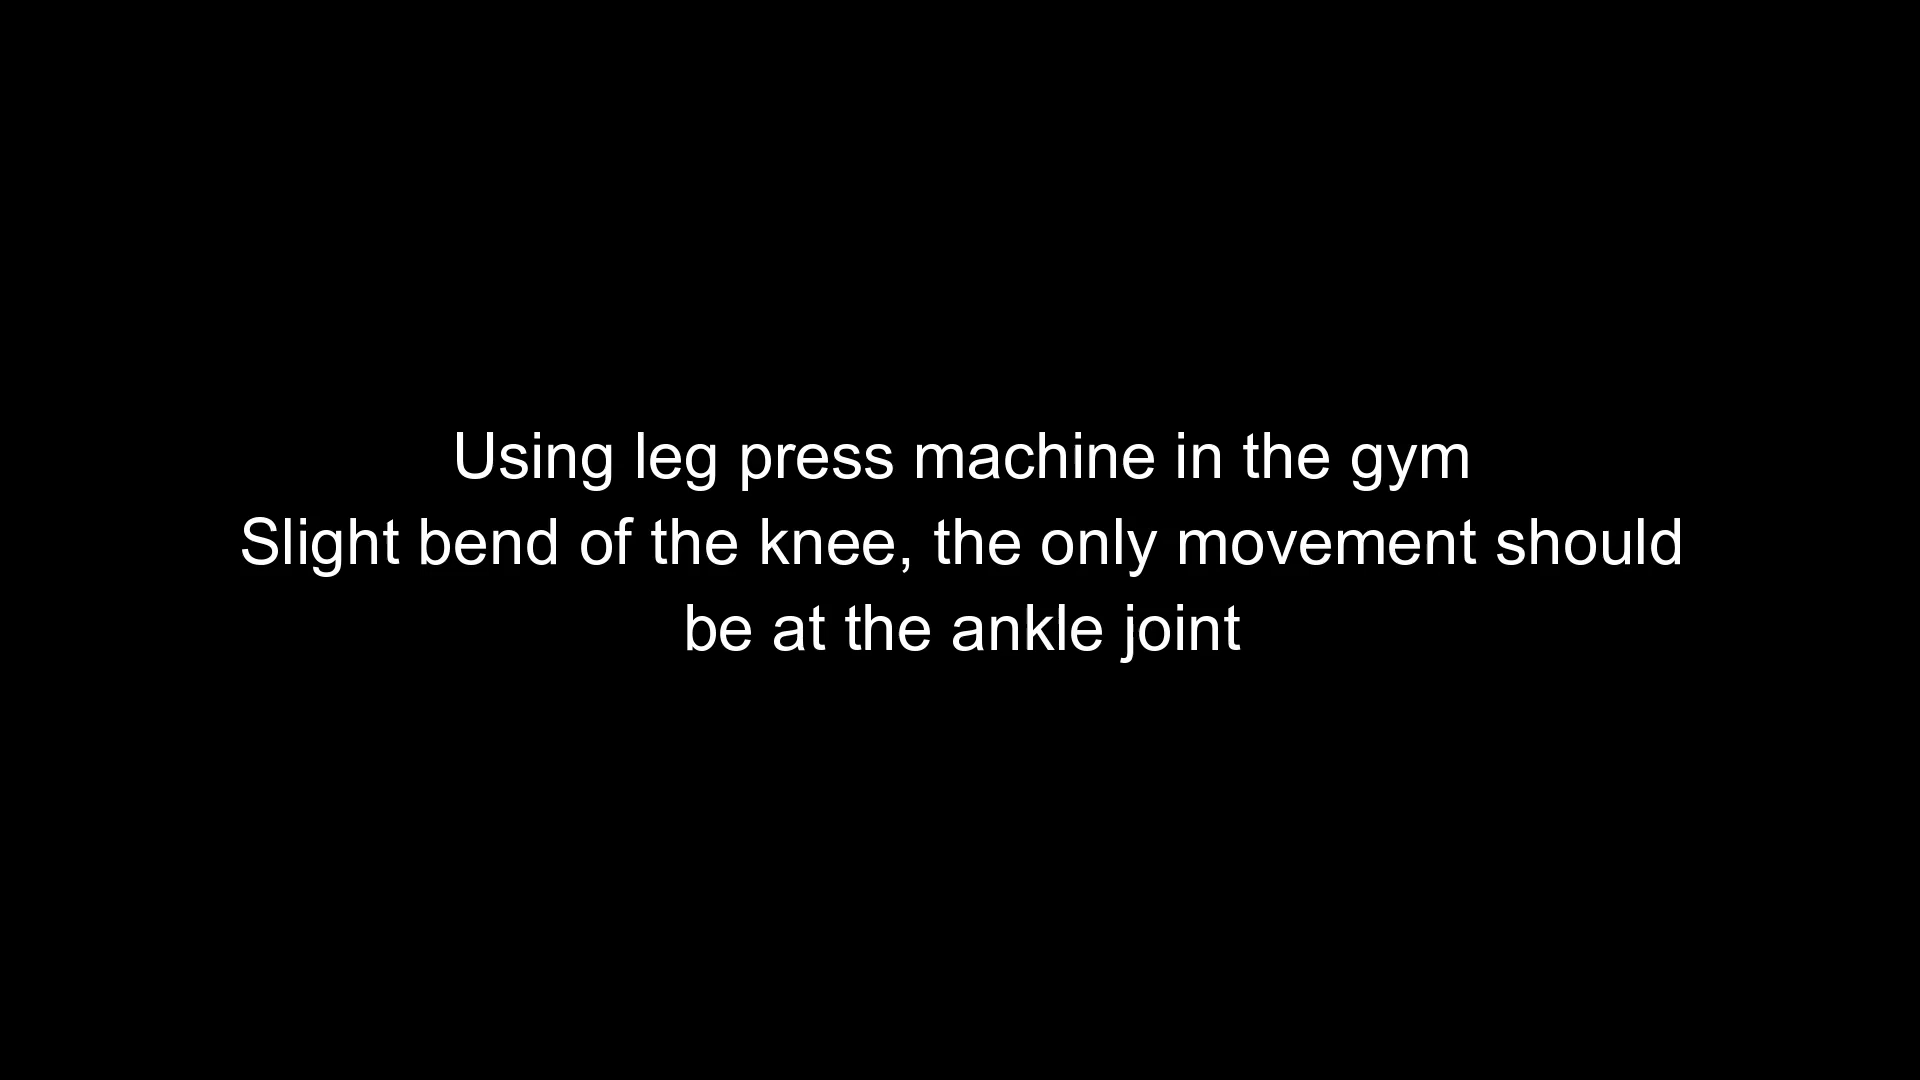 Using leg press machine in the gym
Slight bend of the knee, the only movement should
be at the ankle joint